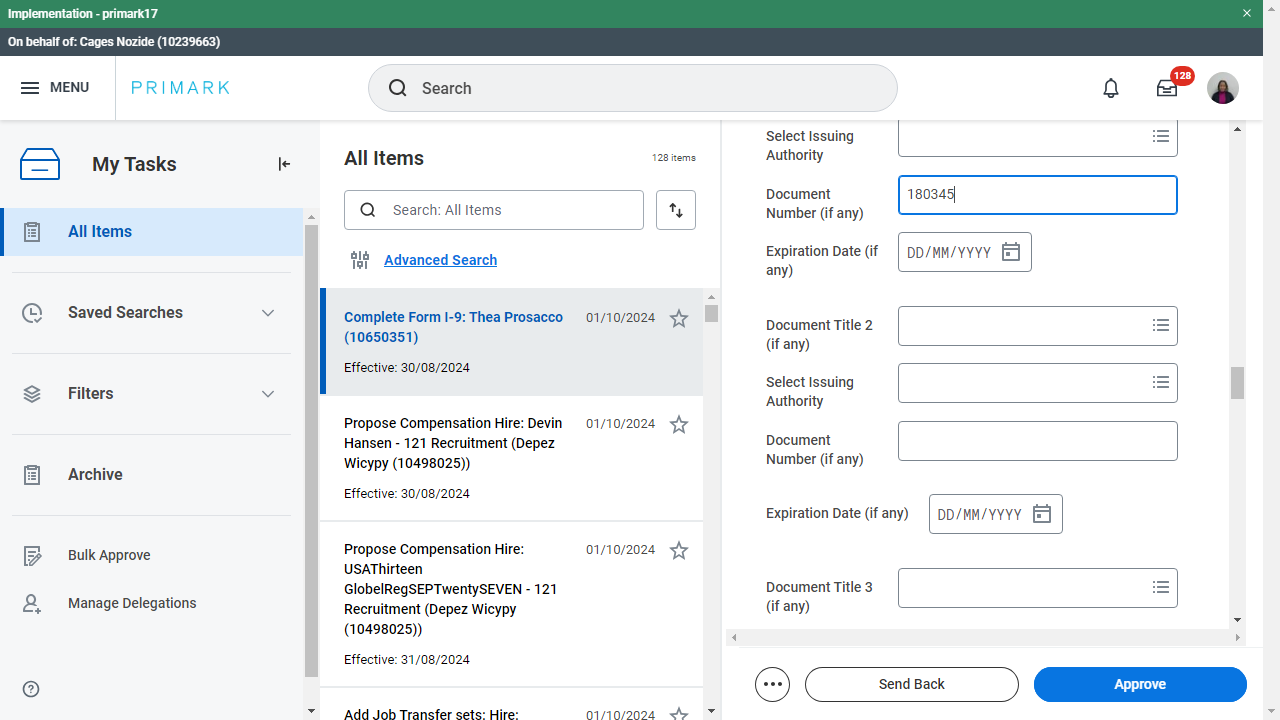 Implementation - primark17
On behalf of: Cages Nozide (10239663)
MENU
PRIMARK
Search
128
My Tasks
All Items
Saved Searches
Filters
Archive
Bulk Approve
Manage Delegations
All Items
128 items
Search: All Items
Advanced Search
Complete Form I-9: Thea Prosacco
(10650351)
01/10/2024
Effective: 30/08/2024
Propose Compensation Hire: Devin
Hansen - 121 Recruitment (Depez
Wicypy (10498025))
01/10/2024
Effective: 30/08/2024
Propose Compensation Hire:
USAThirteen
GlobelRegSEPTwentySEVEN - 121
Recruitment (Depez Wicypy
(10498025))
01/10/2024
Effective: 31/08/2024
Add Job Transfer sets: Hire:
01/10/2024
Select Issuing
Authority
Document
Number (if any)
180345
Expiration Date (if
any)
DD/MM/YYYY
Document Title 2
(if any)
Select Issuing
Authority
Document
Number (if any)
Expiration Date (if any)
DD/MM/YYYY
Document Title 3
(if any)
Send Back
Approve